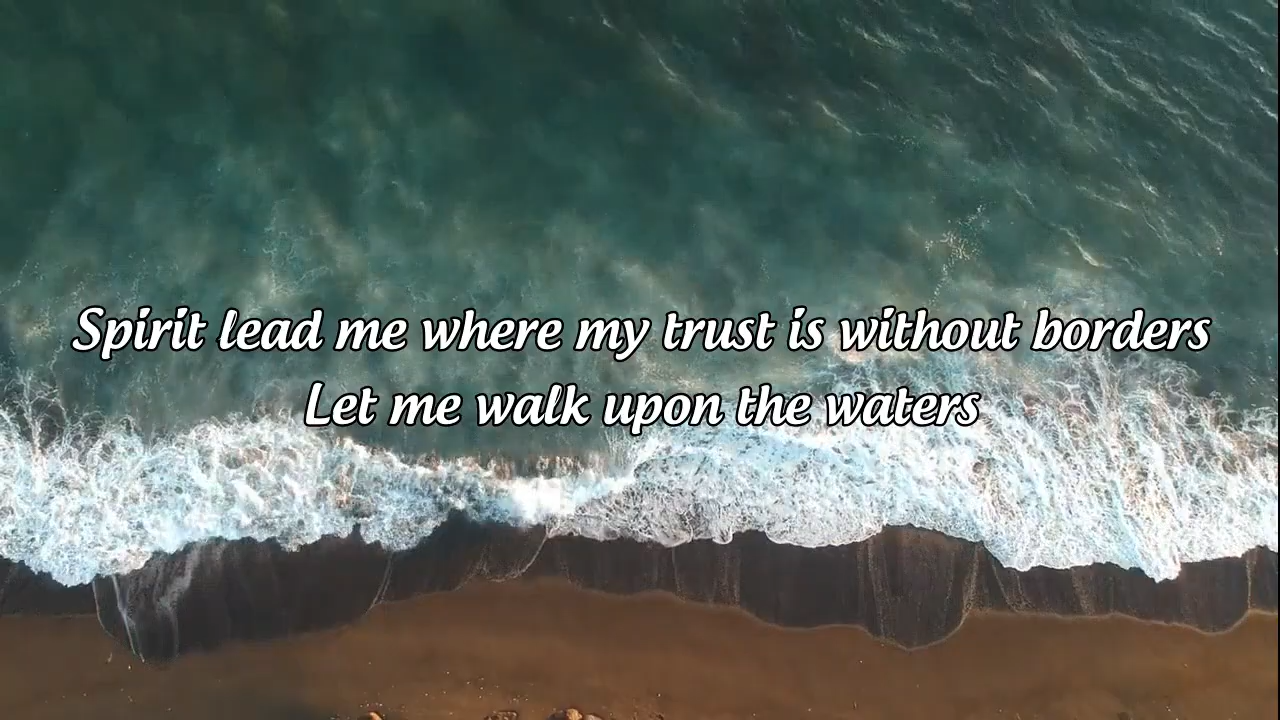 Spirit lead me where my trust is without borders
Let me walk upon the waters